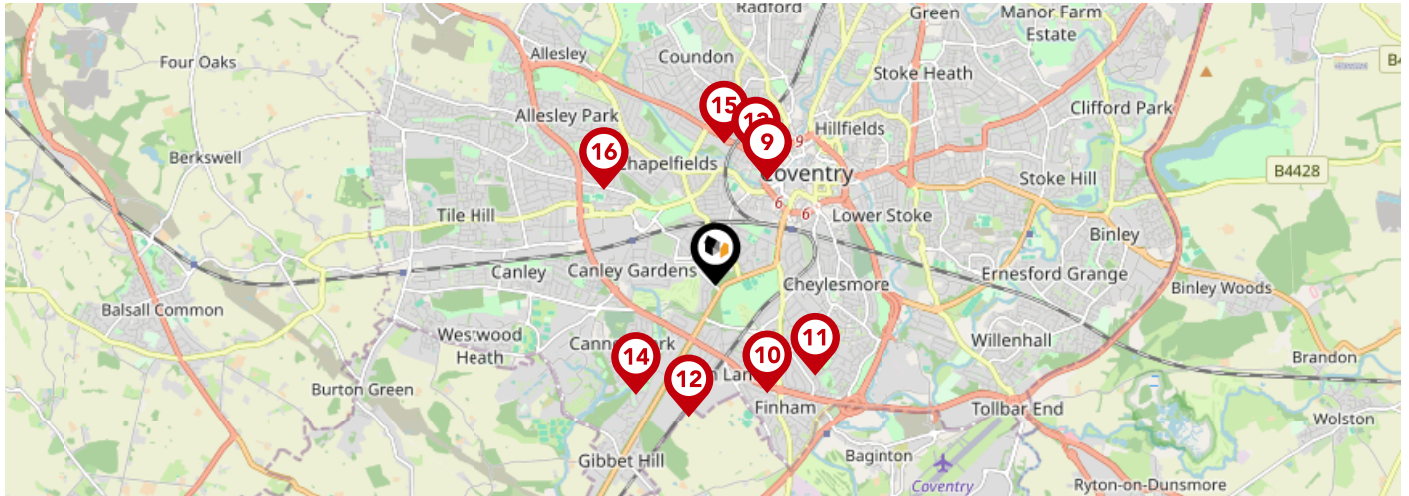 Radford
Green
Manor Farm
Estate
Four Oaks
Allesley
Coundon
Stoke Heath
B4
15
Clifford Park
Allesley Park
9
Hillfields
9
16
Chapelfields
Berkswell
Coventry
B4428
Stoke Hill
6
6
Tile Hill
Lower Stoke
Binley
Canley
Canley Gardens
Ernesford Grange
Cheylesmore
Binley Woods
Balsall Common
Westwood
Heath
11
Willenhall
14
10
Brandon
12
Burton Green
Finham
Tollbar End
Wolston
Gibbet Hill
Baginton
Coventry
Ryton-on-Dunsmore